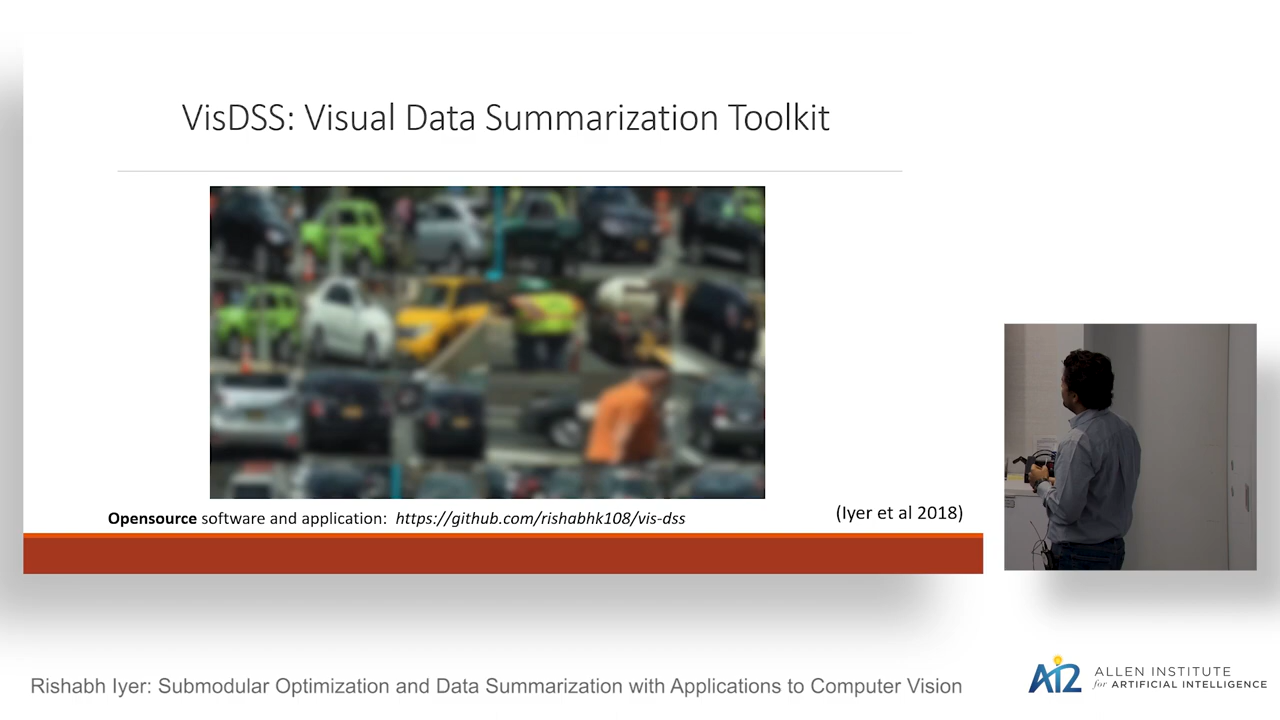 VisDSS: Visual Data Summarization Toolkit
Opensource software and application: https://github.com/rishabhk108/vis-dss
(Iyer et al 2018)
Rishabh Iyer: Submodular Optimization and Data Summarization with Applications to Computer Vision
AI2
ALLEN INSTITUTE
for ARTIFICIAL INTELLIGENCE